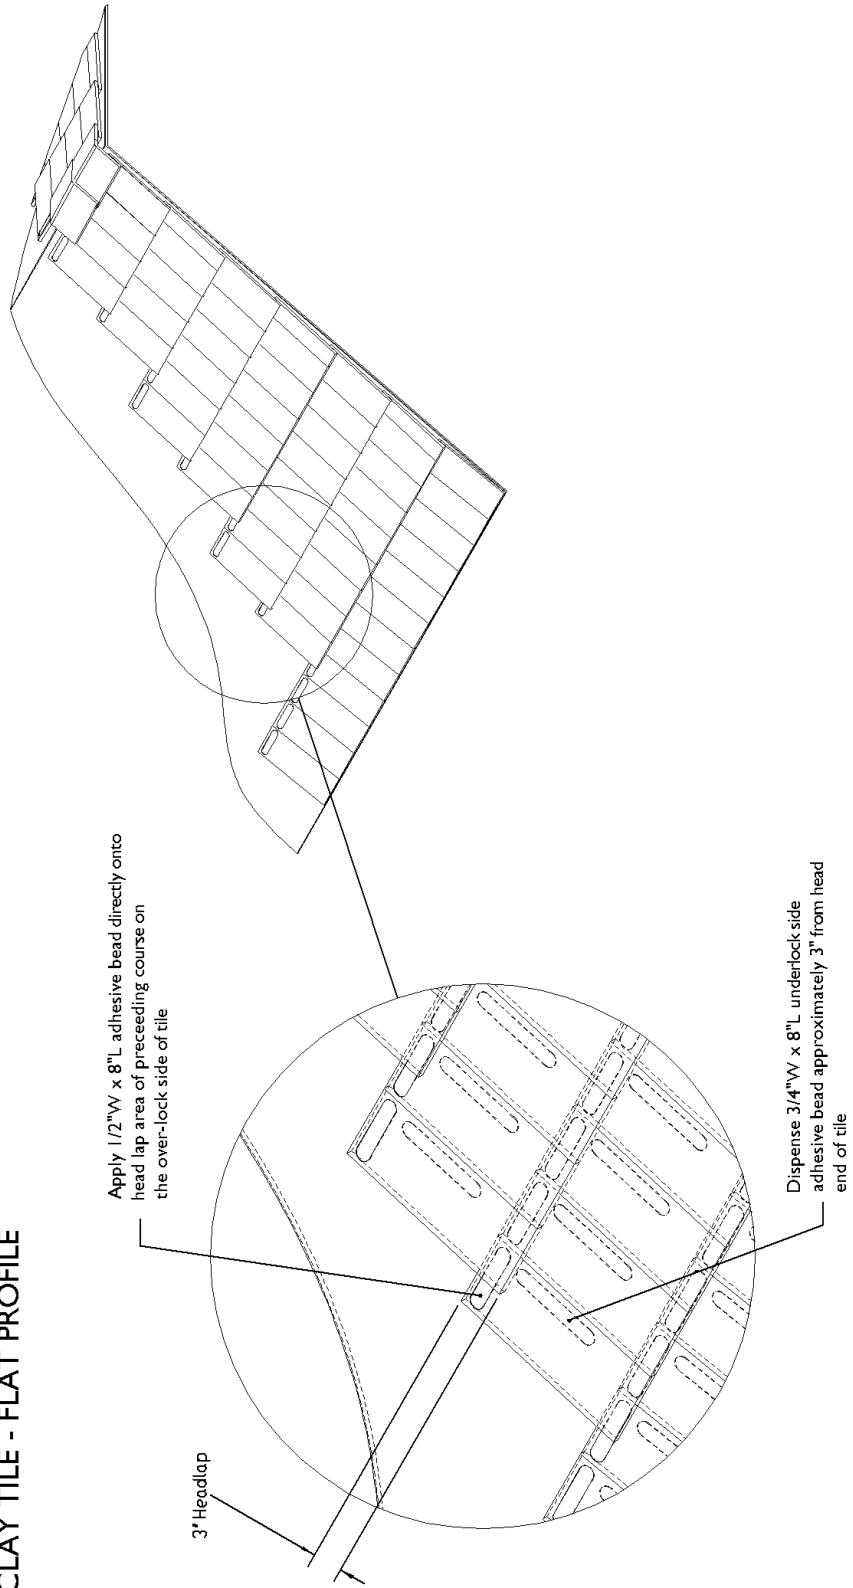 CLAY TILE - FLAT PROFILE
Apply 1/2"W x 8"L adhesive bead directly onto
head lap area of preceeding course on
the over-lock side of tile
3" Headlap
Dispense 3/4"W x 8"L underlock side
adhesive bead approximately 3" from head
end of tile